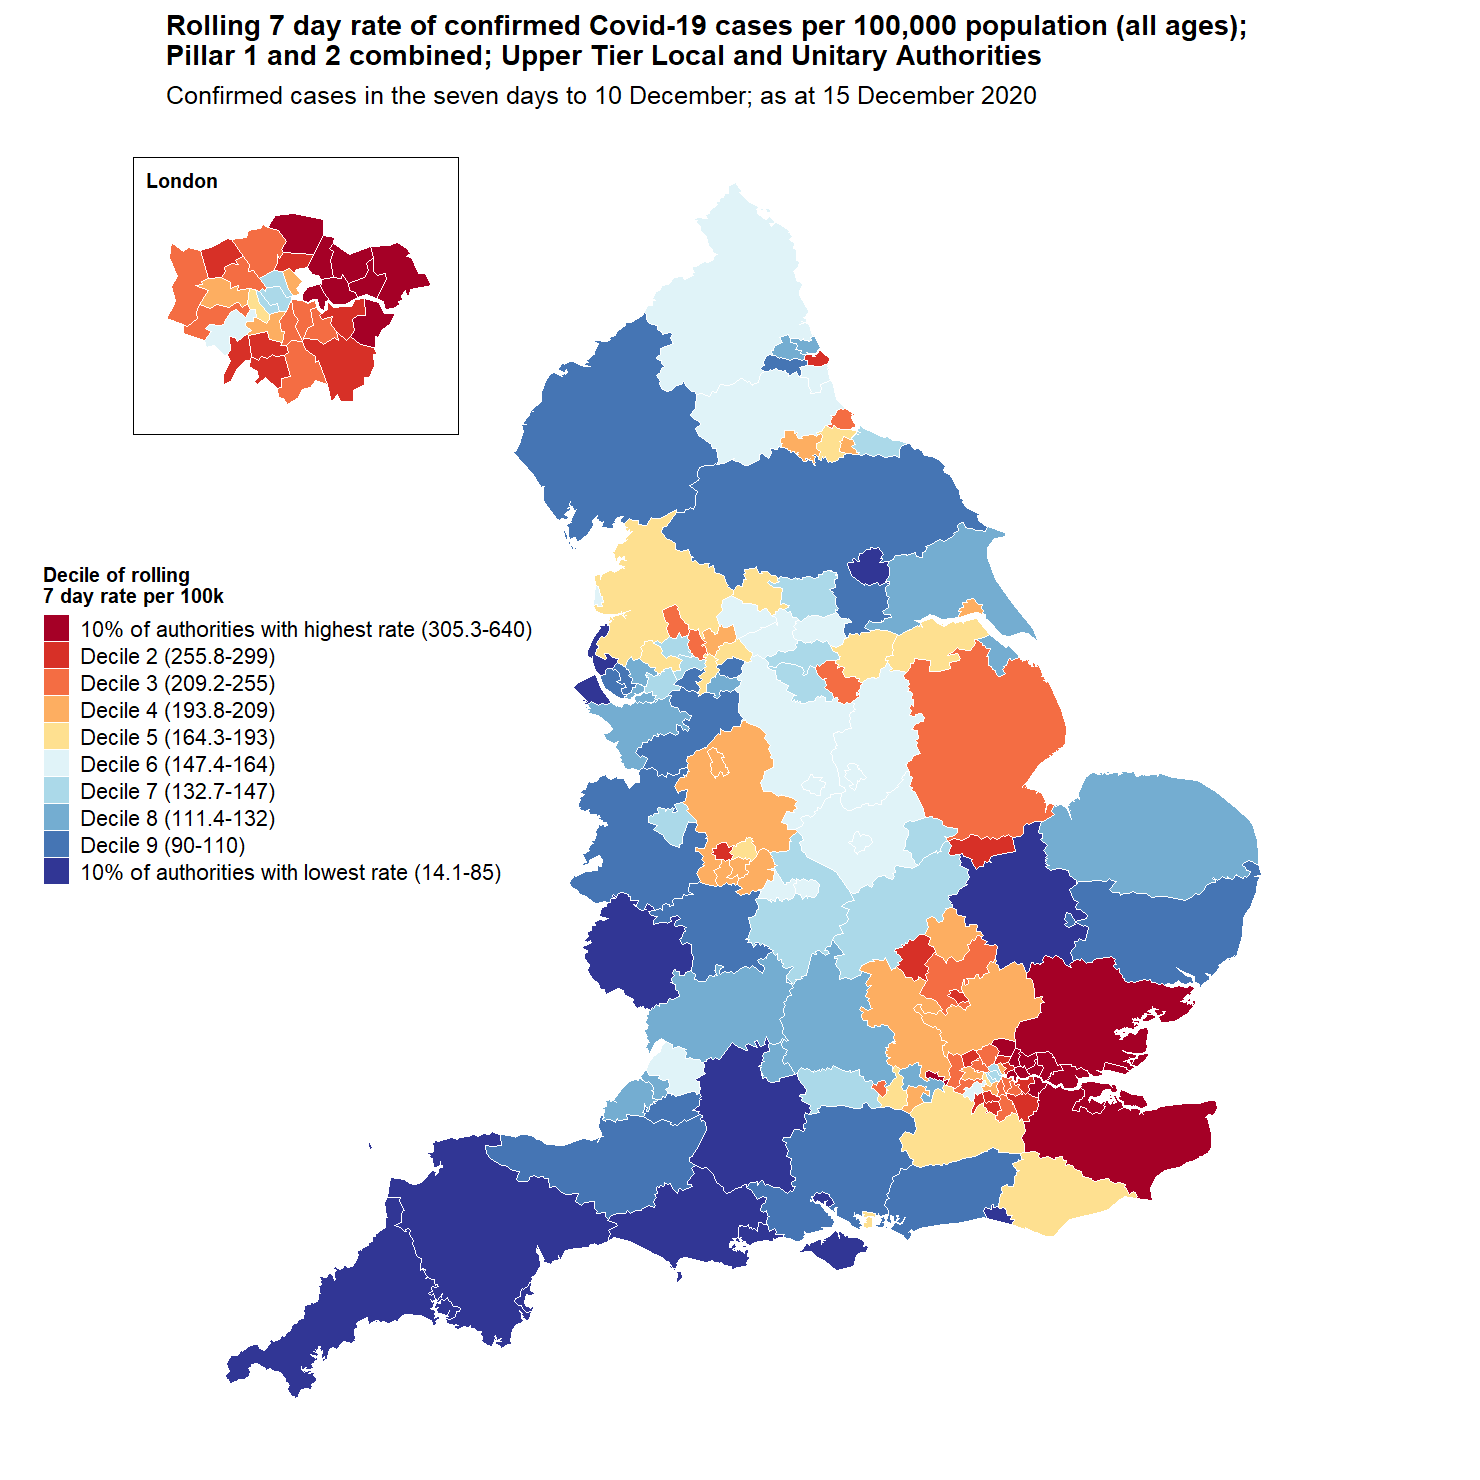 Rolling 7 day rate of confirmed Covid-19 cases per 100,000 population (all ages);
Pillar 1 and 2 combined; Upper Tier Local and Unitary Authorities
Confirmed cases in the seven days to 10 December; as at 15 December 2020
London
Decile of rolling
7 day rate per 100k
10% of authorities with highest rate (305.3-640)
Decile 2 (255.8-299)
Decile 3 (209.2-255)
Decile 4 (193.8-209)
Decile 5 (164.3-193)
Decile 6 (147.4-164)
Decile 7 (132.7-147)
Decile 8 (111.4-132)
Decile 9 (90-110)
10% of authorities with lowest rate (14.1-85)